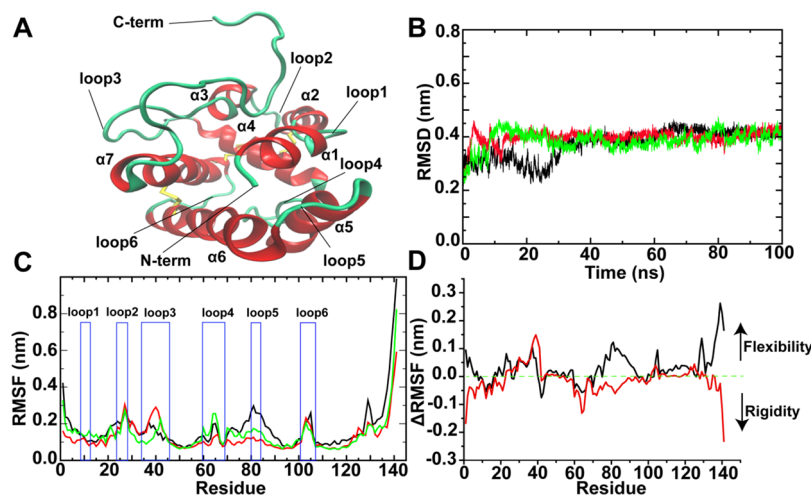 A
C-term
loop2
loop3
α3
α2
loop1
α4
α1
α7
loop4
loop6
α5
N-term
α6
loop5
B
RMSD (nm)
0.8
0.6
0.4
0.2
0.0
0 20 40 60 80 100
Time (ns)
C
RMSF (nm)
0.8
0.6
0.4
0.2
0.0
loop1 loop2 loop3 loop4 loop5 loop6
0 20 40 60 80 100 120 140
Residue
D
ΔRMSF (nm)
0.3
0.2
0.1
0.0
-0.1
-0.2
-0.3
Flexibility
Rigidity
0 20 40 60 80 100 120 140
Residue